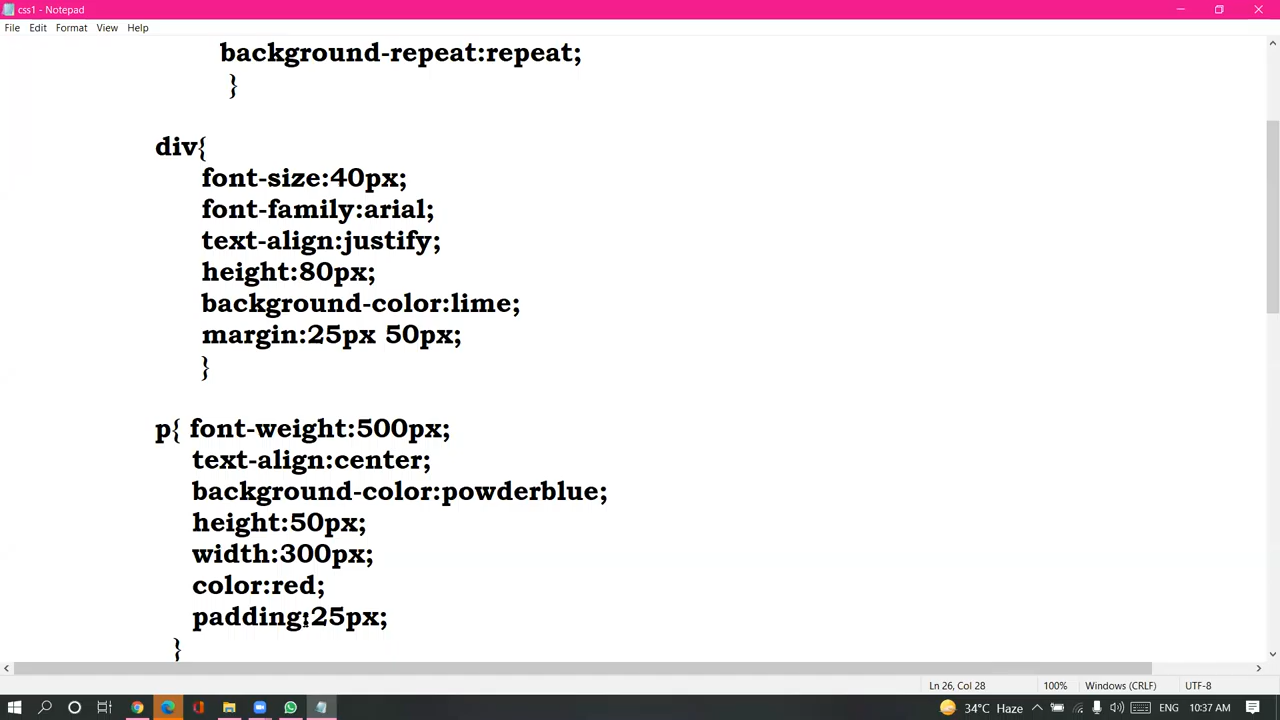 css1 - Notepad
File Edit Format View Help
background-repeat:repeat;
}
div{
font-size:40px;
font-family:arial;
text-align:justify;
height:80px;
background-color:lime;
margin:25px 50px;
}
p{ font-weight:500px;
text-align:center;
background-color:powderblue;
height:50px;
width:300px;
color:red;
padding:25px;
}
Ln 26, Col 28 100% Windows (CRLF) UTF-8
34°C Haze ENG 10:37 AM